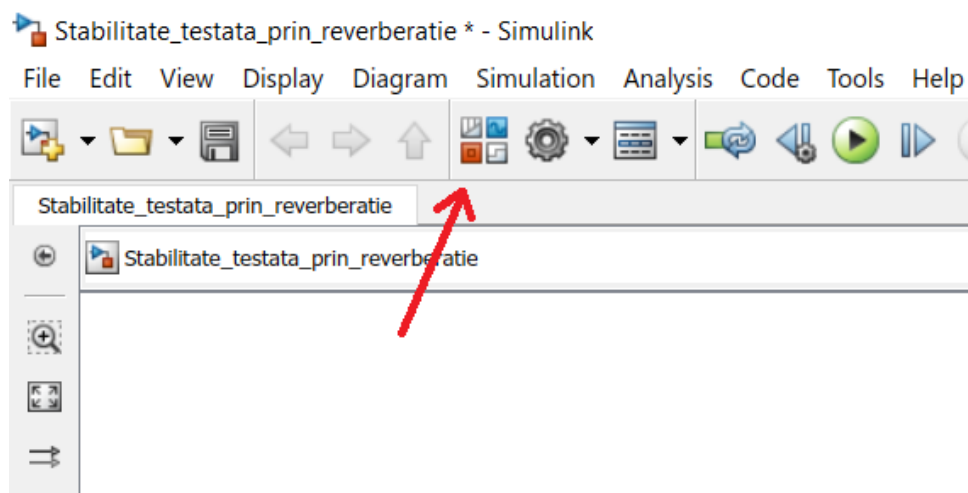 Stabilitate_testata_prin_reverberatie * - Simulink
File Edit View Display Diagram Simulation Analysis Code Tools Help
Stabilitate_testata_prin_reverberatie
Stabilitate_testata_prin_reverberatie